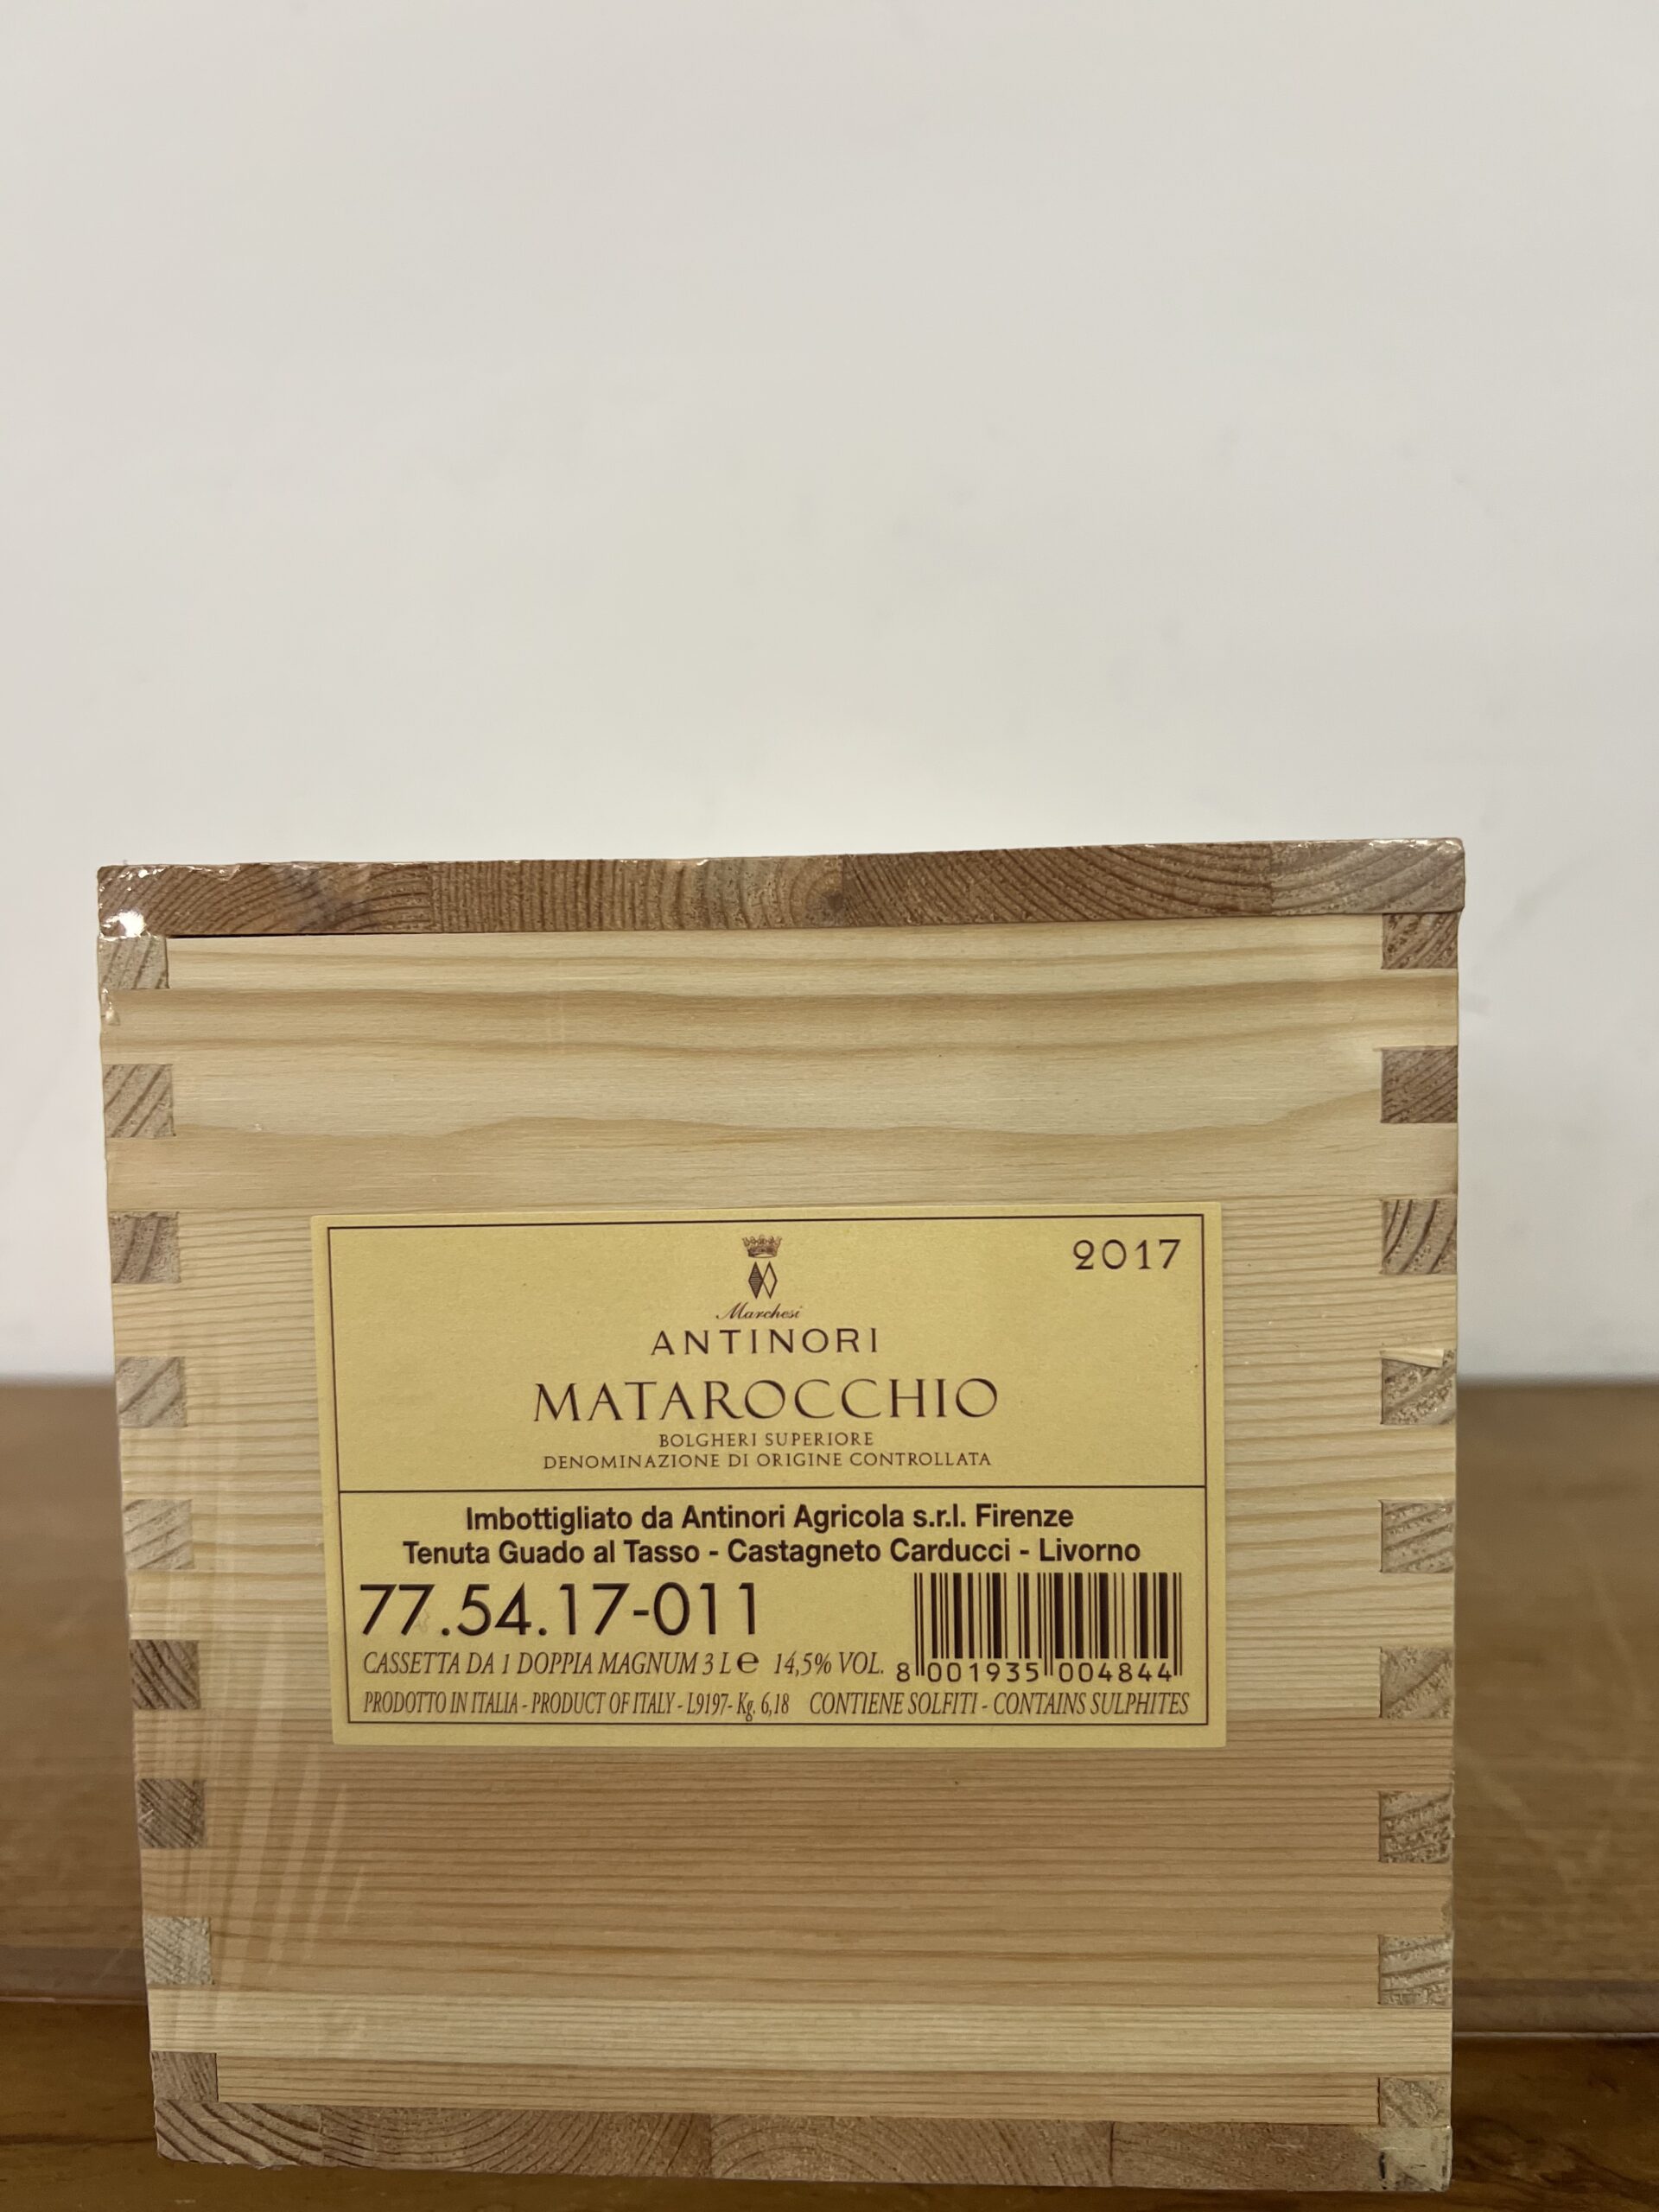 2017
Marchesi
ANTINORI
MATAROCCHIO
BOLGHERI SUPERIORE
DENOMINAZIONE DI ORIGINE CONTROLLATA
Imbottigliato da Antinori Agricola s.r.l. Firenze
Tenuta Guado al Tasso - Castagneto Carducci - Livorno
77.54.17-011
CASSETTA DA 1 DOPPIA MAGNUM 3 L ℮ 14,5% VOL.
8 001935 004844
PRODOTTO IN ITALIA - PRODUCT OF ITALY - L9197- Kg. 6,18 CONTIENE SOLFITI - CONTAINS SULPHITES